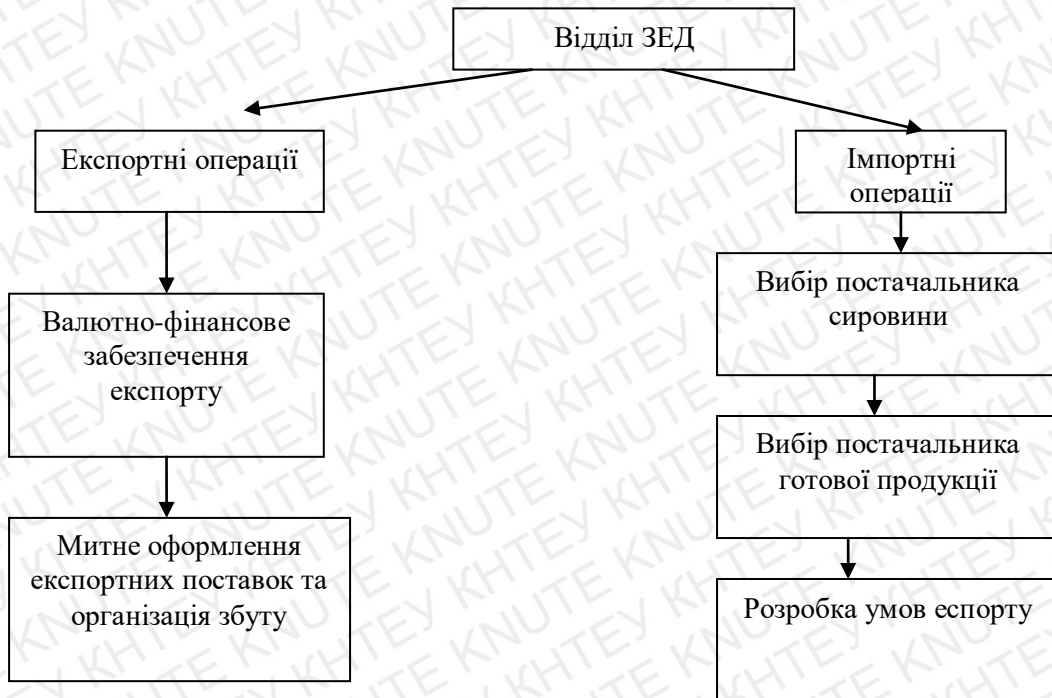 Відділ ЗЕД
Експортні операції
Імпортні
операції
Валютно-фінансове
забезпечення
експорту
Вибір постачальника
сировини
Вибір постачальника
готової продукції
Митне оформлення
експортних поставок та
організація збуту
Розробка умов еспорту